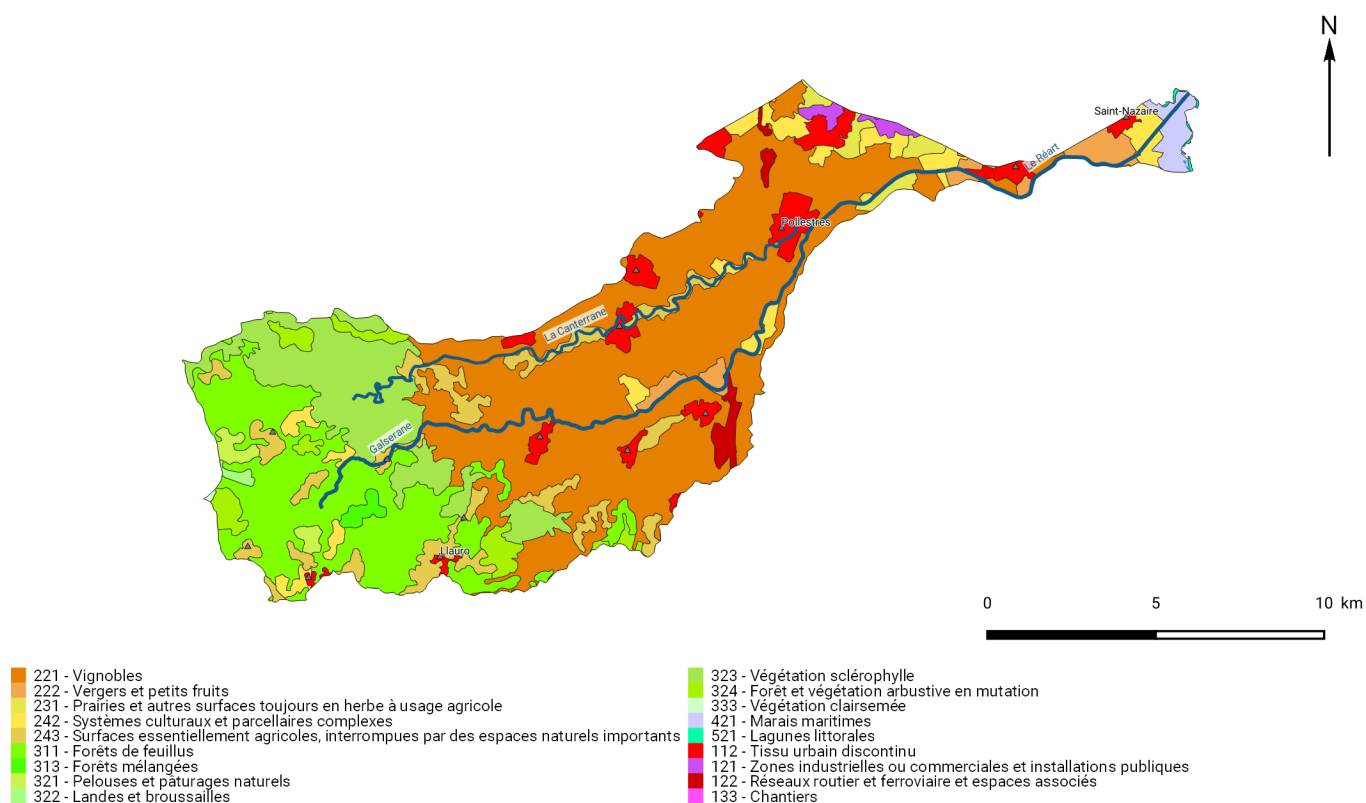 N
Saint-Nazaire
Le-Réart
Pollestres
La Canterrane
Galserane
Llauro
0 5 10 km
221 - Vignobles
222 - Vergers et petits fruits
231 - Prairies et autres surfaces toujours en herbe à usage agricole
242 - Systèmes culturaux et parcellaires complexes
243 - Surfaces essentiellement agricoles, interrompues par des espaces naturels importants
311 - Forêts de feuillus
313 - Forêts mélangées
321 - Pelouses et pâturages naturels
322 - Landes et broussailles
323 - Végétation sclérophylle
324 - Forêt et végétation arbustive en mutation
333 - Végétation clairsemée
421 - Marais maritimes
521 - Lagunes littorales
112 - Tissu urbain discontinu
121 - Zones industrielles ou commerciales et installations publiques
122 - Réseaux routier et ferroviaire et espaces associés
133 - Chantiers